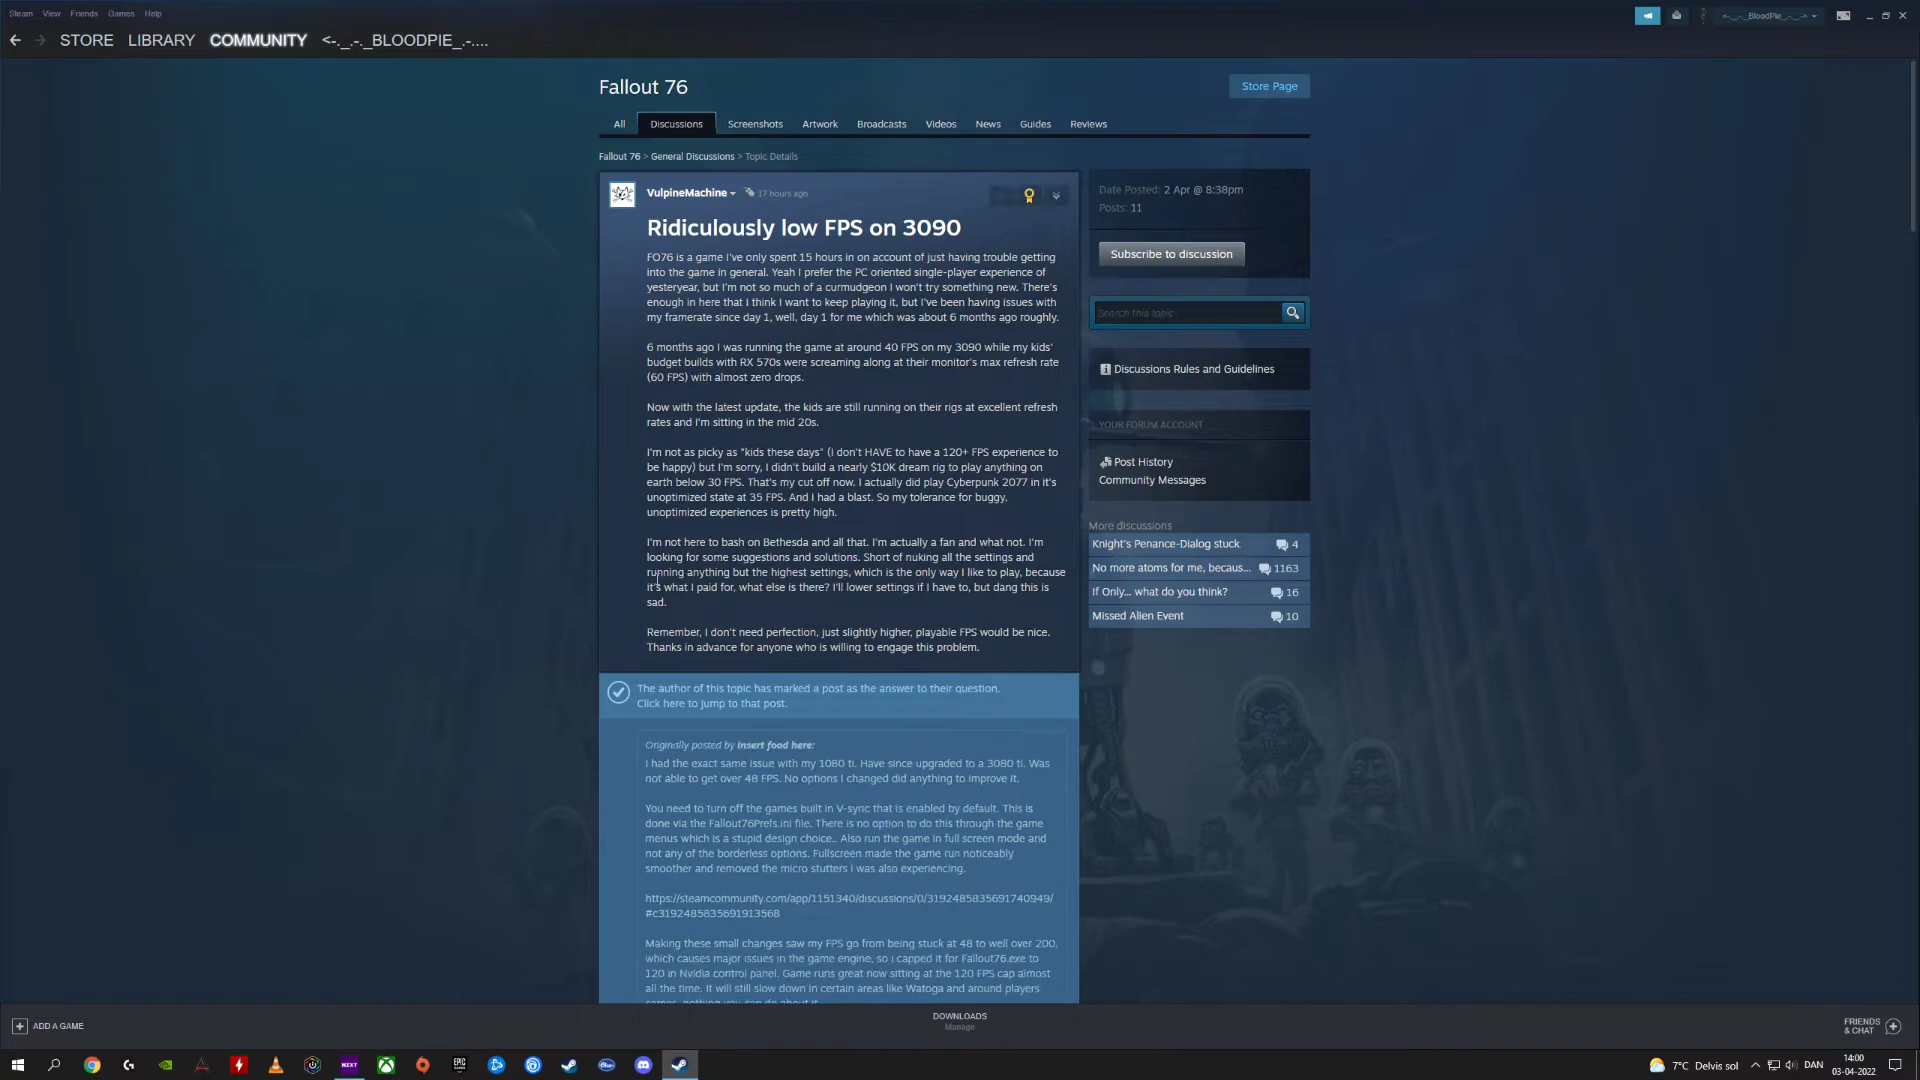 Steam View Friends Games Help
<-._.-._BloodPie_.-._.->
STORE LIBRARY COMMUNITY <-._.-._BLOODPIE_.-....
Fallout 76
Store Page
All Discussions Screenshots Artwork Broadcasts Videos News Guides Reviews
Fallout 76 > General Discussions > Topic Details
VulpineMachine 17 hours ago
Ridiculously low FPS on 3090
FO76 is a game I've only spent 15 hours in on account of just having trouble getting
into the game in general. Yeah I prefer the PC oriented single-player experience of
yesteryear, but I'm not so much of a curmudgeon I won't try something new. There's
enough in here that I think I want to keep playing it, but I've been having issues with
my framerate since day 1, well, day 1 for me which was about 6 months ago roughly.
6 months ago I was running the game at around 40 FPS on my 3090 while my kids'
budget builds with RX 570s were screaming along at their monitor's max refresh rate
(60 FPS) with almost zero drops.
Now with the latest update, the kids are still running on their rigs at excellent refresh
rates and I'm sitting in the mid 20s.
I'm not as picky as "kids these days" (I don't HAVE to have a 120+ FPS experience to
be happy) but I'm sorry, I didn't build a nearly $10K dream rig to play anything on
earth below 30 FPS. That's my cut off now. I actually did play Cyberpunk 2077 in it's
unoptimized state at 35 FPS. And I had a blast. So my tolerance for buggy,
unoptimized experiences is pretty high.
I'm not here to bash on Bethesda and all that. I'm actually a fan and what not. I'm
looking for some suggestions and solutions. Short of nuking all the settings and
running anything but the highest settings, which is the only way I like to play, because
it's what I paid for, what else is there? I'll lower settings if I have to, but dang this is
sad.
Remember, I don't need perfection, just slightly higher, playable FPS would be nice.
Thanks in advance for anyone who is willing to engage this problem.
The author of this topic has marked a post as the answer to their question.
Click here to jump to that post.
Originally posted by insert food here:
I had the exact same issue with my 1080 ti. Have since upgraded to a 3080 ti. Was
not able to get over 48 FPS. No options I changed did anything to improve it.
You need to turn off the games built in V-sync that is enabled by default. This is
done via the Fallout76Prefs.ini file. There is no option to do this through the game
menus which is a stupid design choice.. Also run the game in full screen mode and
not any of the borderless options. Fullscreen made the game run noticeably
smoother and removed the micro stutters i was also experiencing.
https://steamcommunity.com/app/1151340/discussions/0/3192485835691740949/
#c3192485835691913568
Making these small changes saw my FPS go from being stuck at 48 to well over 200,
which causes major issues in the game engine, so i capped it for Fallout76.exe to
120 in Nvidia control panel. Game runs great now sitting at the 120 FPS cap almost
all the time. It will still slow down in certain areas like Watoga and around players
camps, nothing you can do about it.
Date Posted: 2 Apr @ 8:38pm
Posts: 11
Subscribe to discussion
Search this topic
Discussions Rules and Guidelines
YOUR FORUM ACCOUNT
Post History
Community Messages
More discussions
Knight's Penance-Dialog stuck 4
No more atoms for me, becaus... 1163
If Only... what do you think? 16
Missed Alien Event 10
ADD A GAME
DOWNLOADS
Manage
FRIENDS
& CHAT
NEXT
EPIC
GAMES
7°C Delvis sol
DAN
14:00
03-04-2022